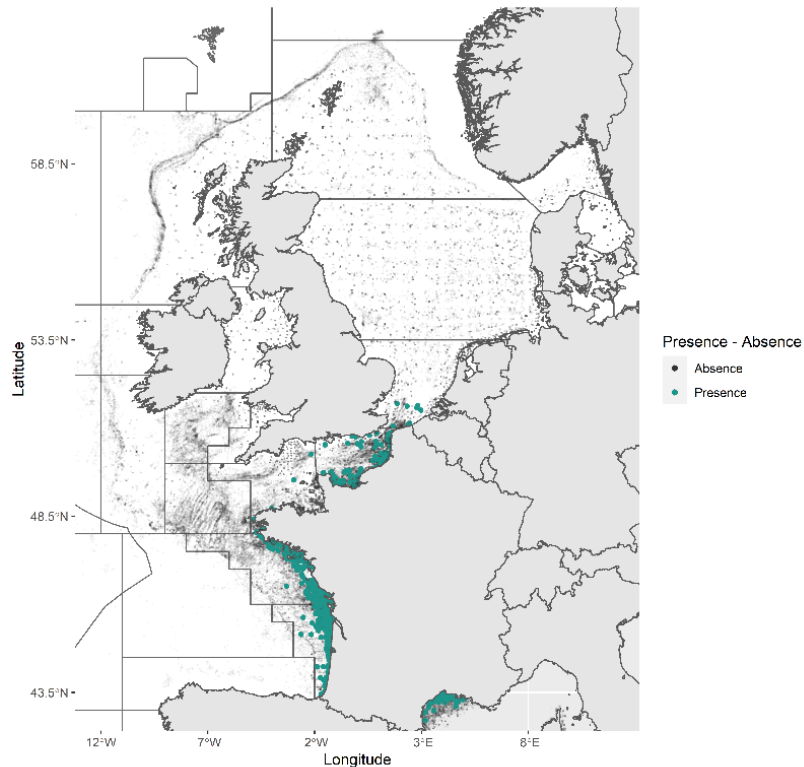 58.5°N
53.5°N
48.5°N
43.5°N
Latitude
12°W
7°W
2°W
3°E
8°E
Longitude
Presence - Absence
Absence
Presence